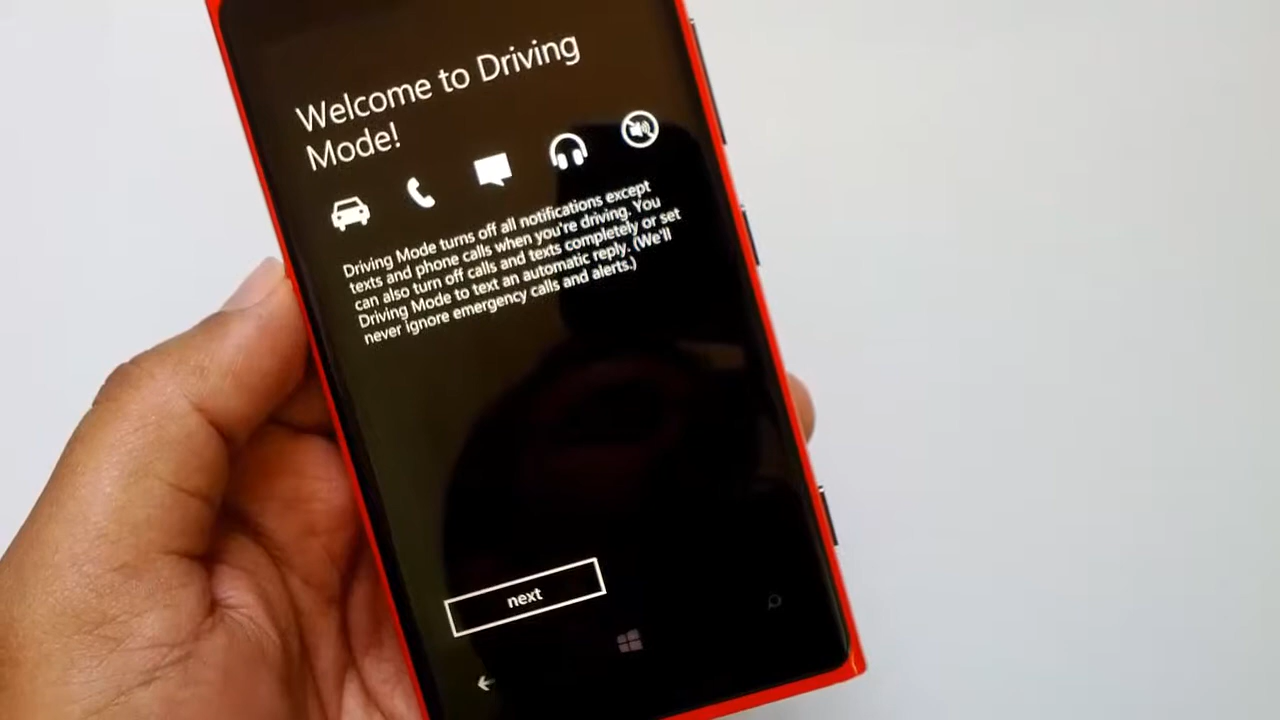 Welcome to Driving
Mode!
Driving Mode turns off all notifications except
texts and phone calls when you're driving. You
can also turn off calls and texts completely or set
Driving Mode to text an automatic reply. (We'll
never ignore emergency calls and alerts.)
next